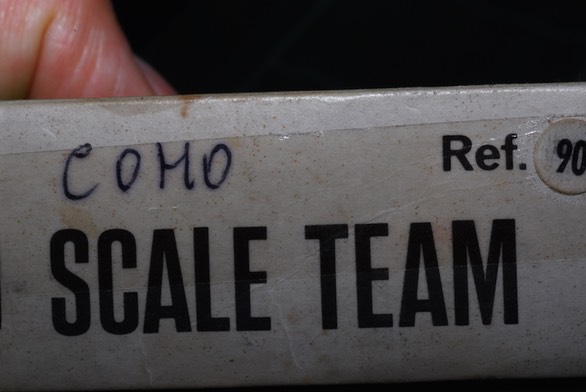 COMO
Ref. 90
SCALE TEAM